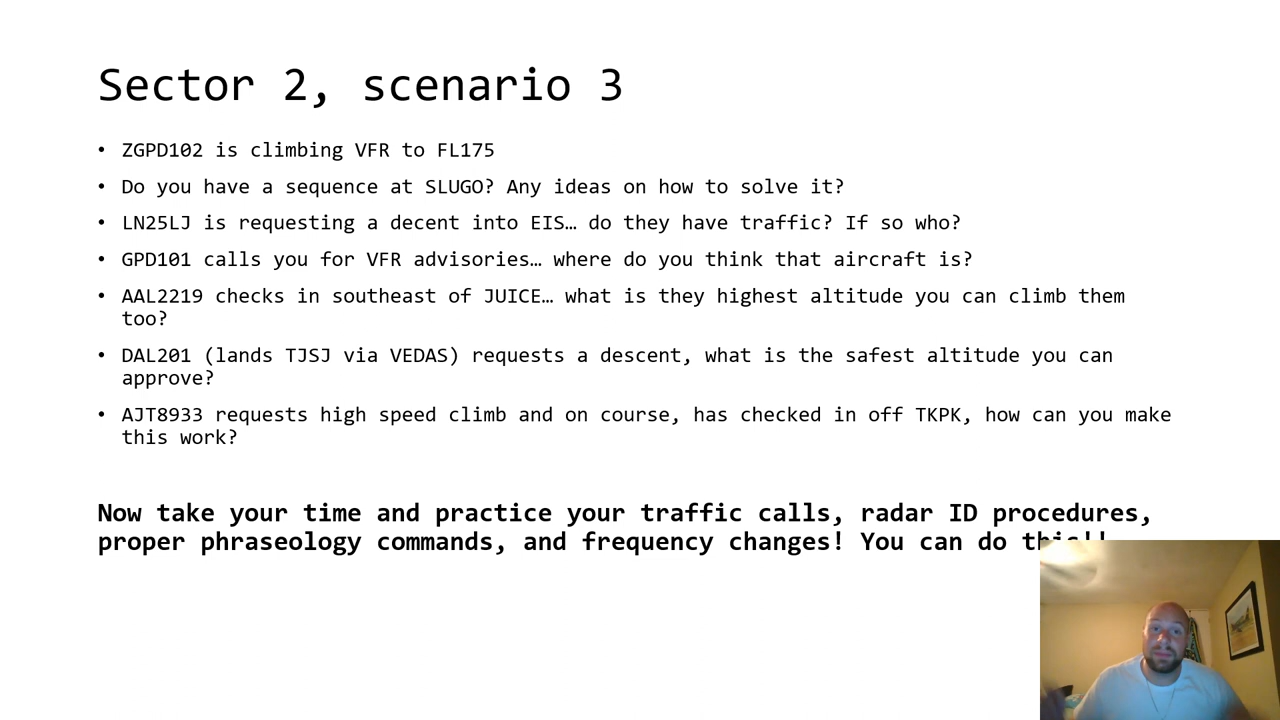 Sector 2, scenario 3
• ZGPD102 is climbing VFR to FL175
• Do you have a sequence at SLUGO? Any ideas on how to solve it?
• LN25LJ is requesting a decent into EIS… do they have traffic? If so who?
• GPD101 calls you for VFR advisories… where do you think that aircraft is?
• AAL2219 checks in southeast of JUICE… what is they highest altitude you can climb them
too?
• DAL201 (lands TJSJ via VEDAS) requests a descent, what is the safest altitude you can
approve?
• AJT8933 requests high speed climb and on course, has checked in off TKPK, how can you make
this work?
Now take your time and practice your traffic calls, radar ID procedures,
proper phraseology commands, and frequency changes! You can do this!!